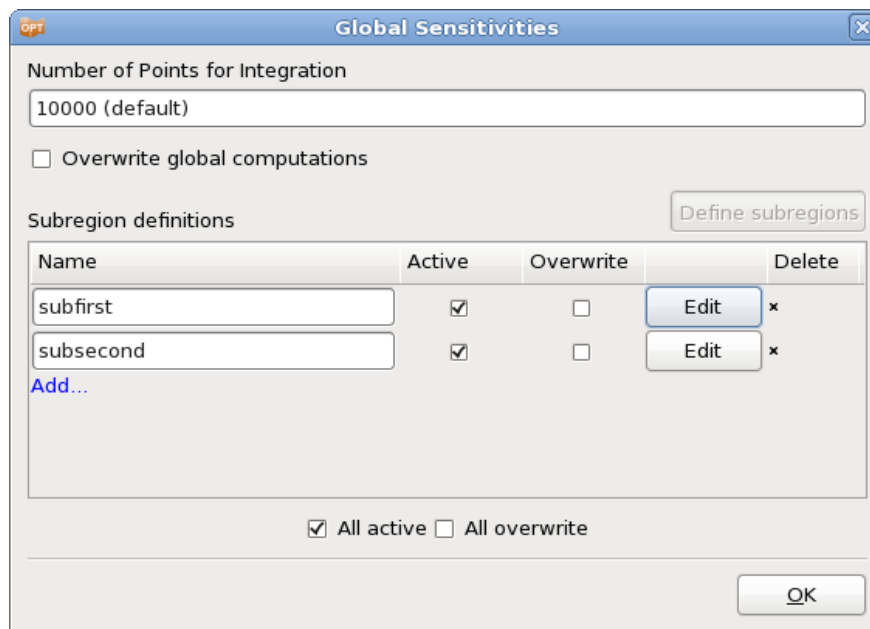 OPT Global Sensitivities
Number of Points for Integration
10000 (default)
Overwrite global computations
Define subregions
Subregion definitions
Name Active Overwrite Delete
subfirst Edit
subsecond Edit
Add...
All active All overwrite
OK